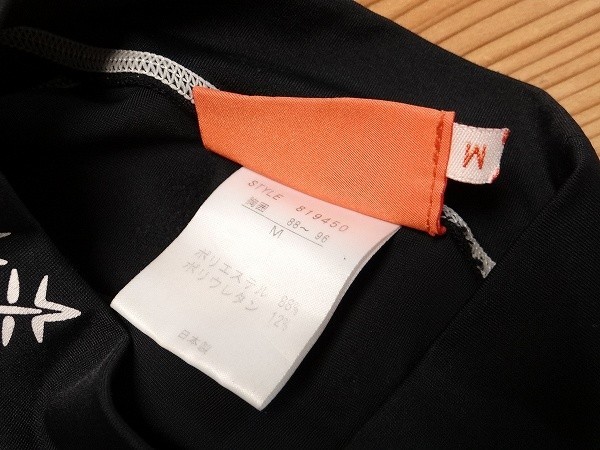 M
STYLE 819450
胸囲 88～96
M
ポリエステル 88%
ポリウレタン 12%
日本製